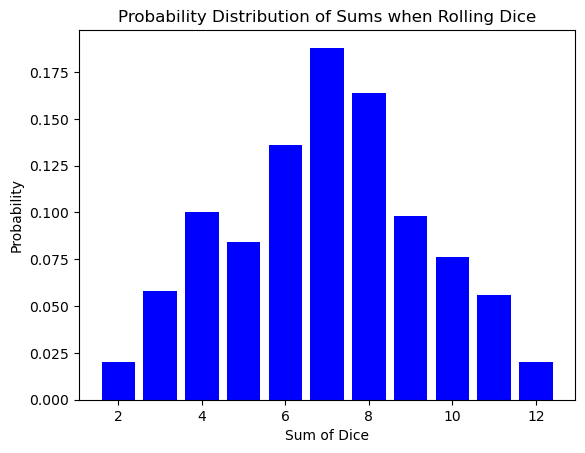 Probability Distribution of Sums when Rolling Dice
0.175
0.150
0.125
0.100
0.075
0.050
0.025
0.000
Probability
2 4 6 8 10 12
Sum of Dice